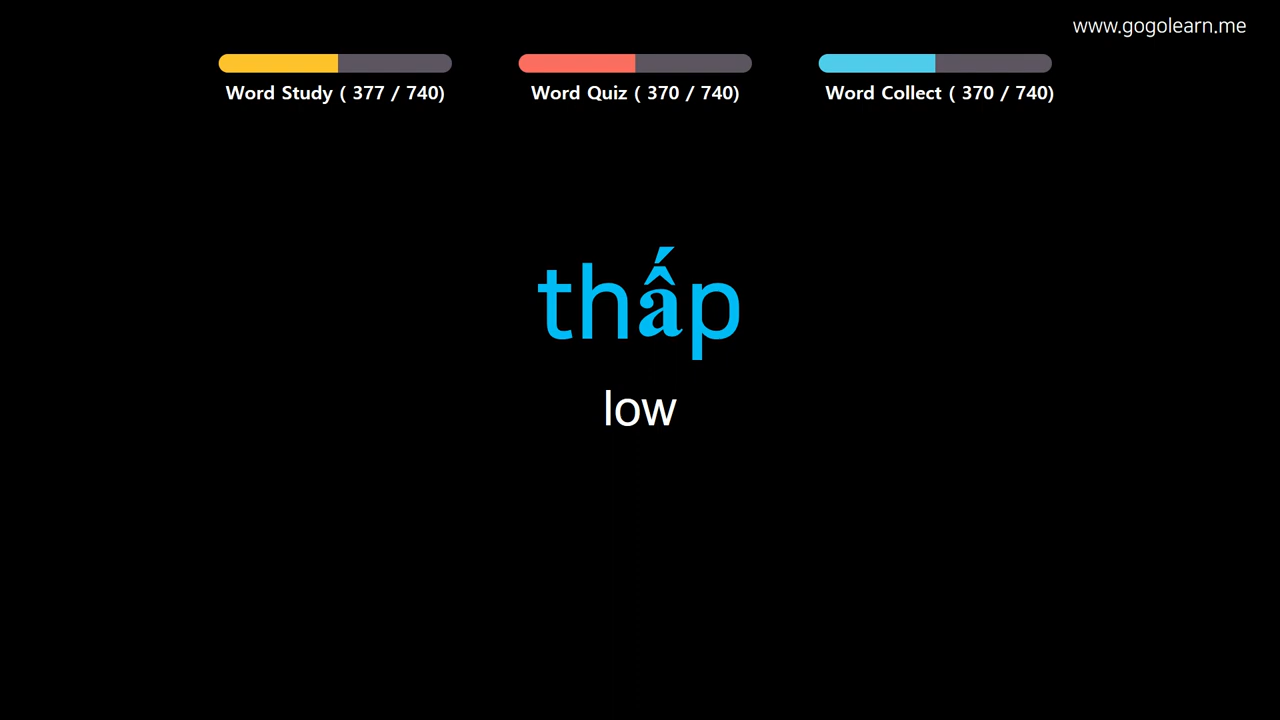 www.gogolearn.me
Word Study ( 377 / 740)
Word Quiz ( 370 / 740)
Word Collect ( 370 / 740)
thấp
low